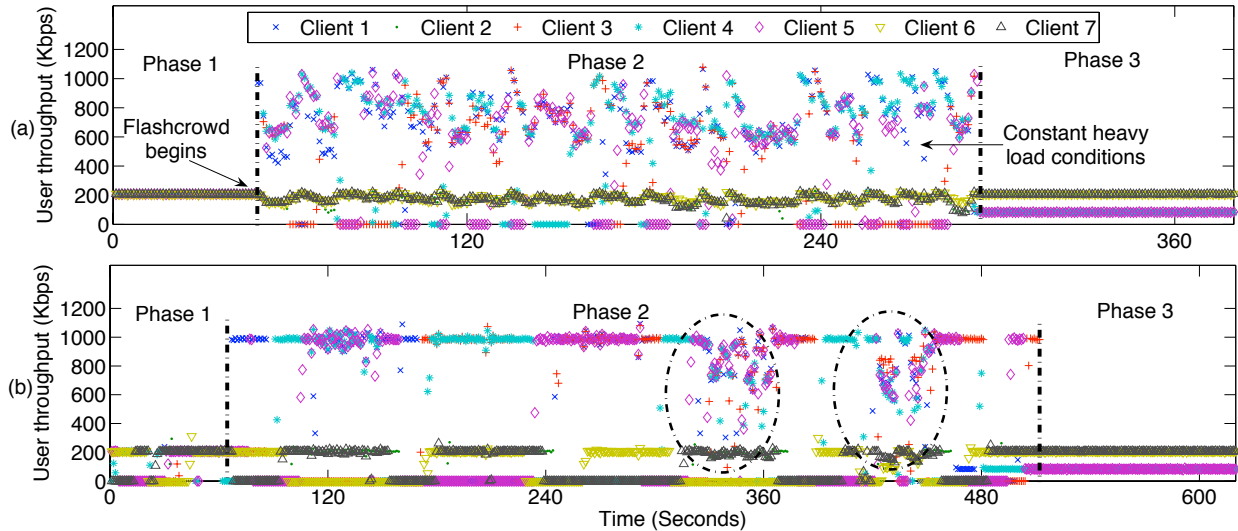 Client 1 Client 2 Client 3 Client 4 Client 5 Client 6 Client 7
(a)
User throughput (Kbps)
1200
1000
800
600
400
200
0
Phase 1
Phase 2
Phase 3
Flashcrowd
begins
Constant heavy
load conditions
0 120 240 360
(b)
User throughput (Kbps)
1200
1000
800
600
400
200
0
Phase 1
Phase 2
Phase 3
0 120 240 360 480 600
Time (Seconds)